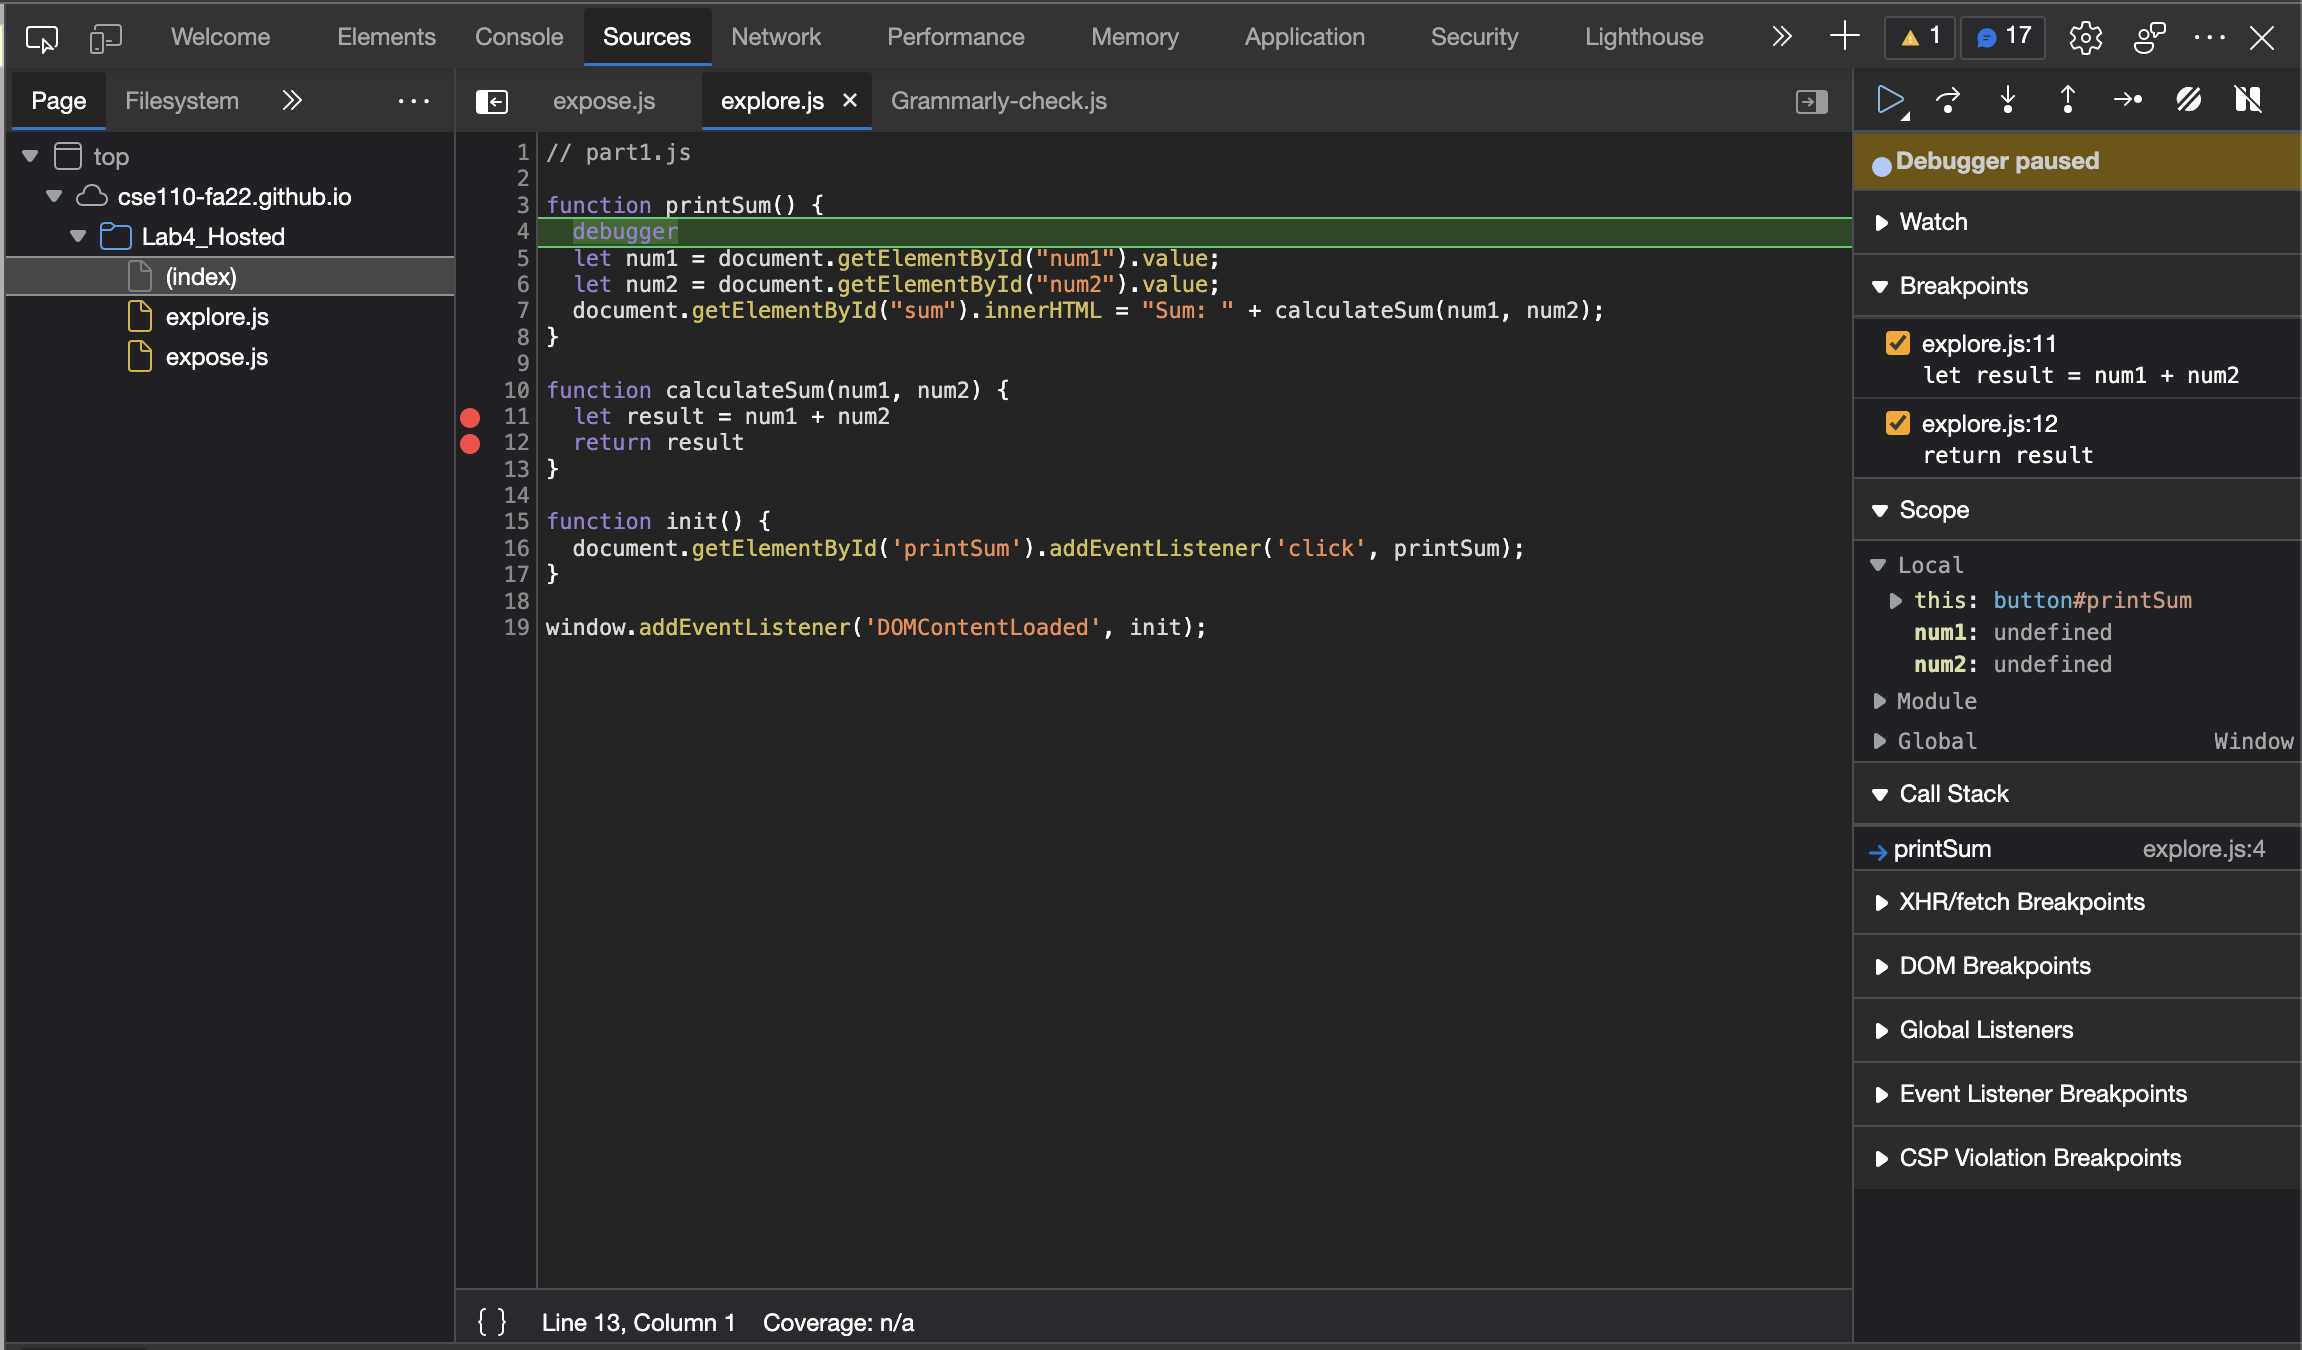 Welcome Elements Console Sources Network Performance Memory Application Security Lighthouse 1 17
Page Filesystem
top
cse110-fa22.github.io
Lab4_Hosted
(index)
explore.js
expose.js
expose.js explore.js Grammarly-check.js
1 // part1.js
2
3 function printSum() {
4 debugger
5 let num1 = document.getElementById("num1").value;
6 let num2 = document.getElementById("num2").value;
7 document.getElementById("sum").innerHTML = "Sum: " + calculateSum(num1, num2);
8 }
9
10 function calculateSum(num1, num2) {
11 let result = num1 + num2
12 return result
13 }
14
15 function init() {
16 document.getElementById('printSum').addEventListener('click', printSum);
17 }
18
19 window.addEventListener('DOMContentLoaded', init);
{ } Line 13, Column 1 Coverage: n/a
Debugger paused
Watch
Breakpoints
explore.js:11
let result = num1 + num2
explore.js:12
return result
Scope
Local
this: button#printSum
num1: undefined
num2: undefined
Module
Global Window
Call Stack
printSum explore.js:4
XHR/fetch Breakpoints
DOM Breakpoints
Global Listeners
Event Listener Breakpoints
CSP Violation Breakpoints